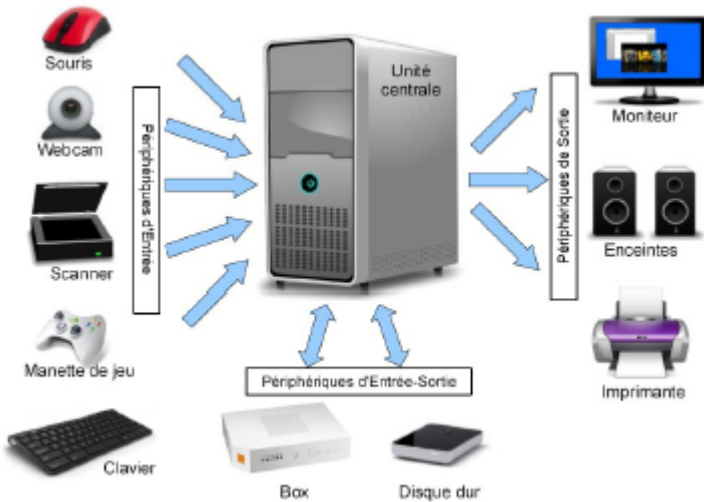 Souris
Webcam
Scanner
Manette de jeu
Clavier
Périphériques d'Entrée
Unité
centrale
Périphériques d'Entrée-Sortie
Box
Disque dur
Périphériques de Sortie
Moniteur
Enceintes
Imprimante